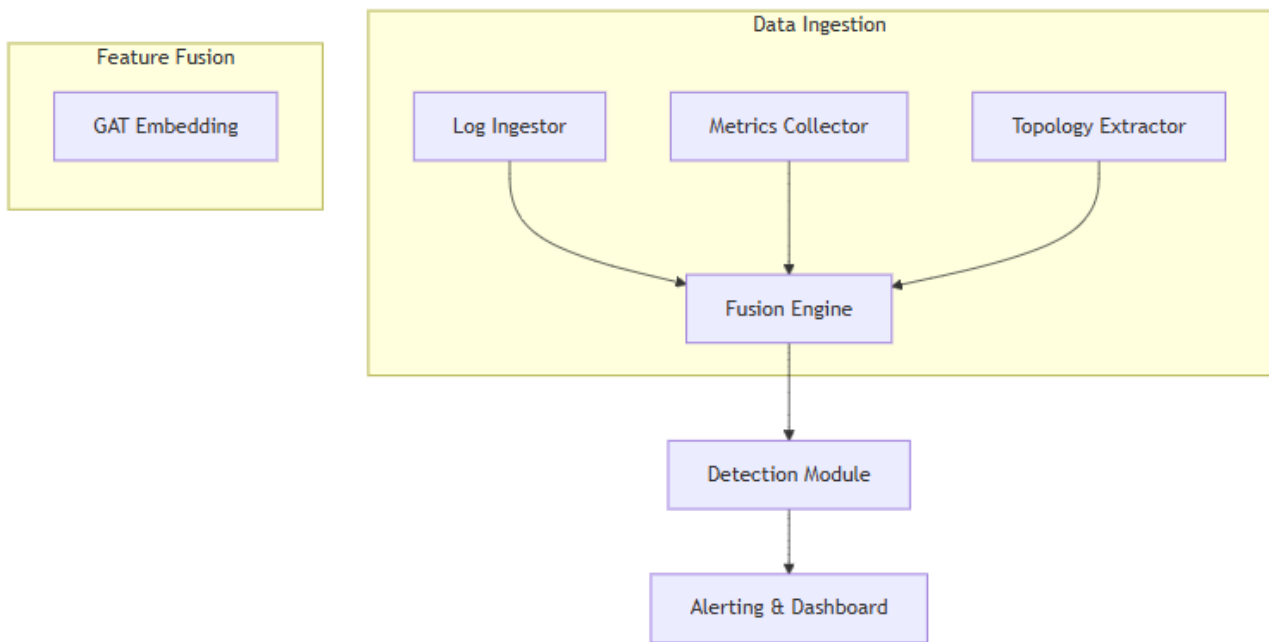 Feature Fusion
GAT Embedding
Data Ingestion
Log Ingestor
Metrics Collector
Topology Extractor
Fusion Engine
Detection Module
Alerting & Dashboard